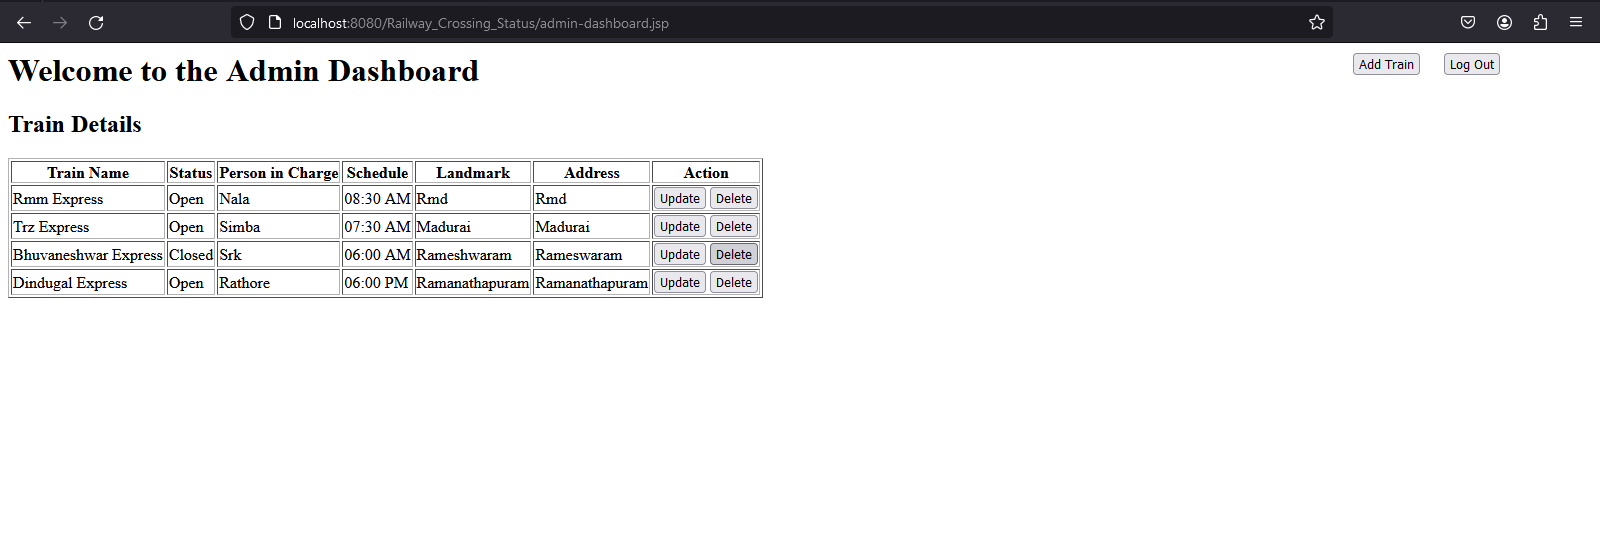 localhost:8080/Railway_Crossing_Status/admin-dashboard.jsp
Welcome to the Admin Dashboard
Add Train Log Out
Train Details
Train Name Status Person in Charge Schedule Landmark Address Action
Rmm Express Open Nala 08:30 AM Rmd Rmd Update Delete
Trz Express Open Simba 07:30 AM Madurai Madurai Update Delete
Bhuvaneshwar Express Closed Srk 06:00 AM Rameshwaram Rameswaram Update Delete
Dindugal Express Open Rathore 06:00 PM Ramanathapuram Ramanathapuram Update Delete